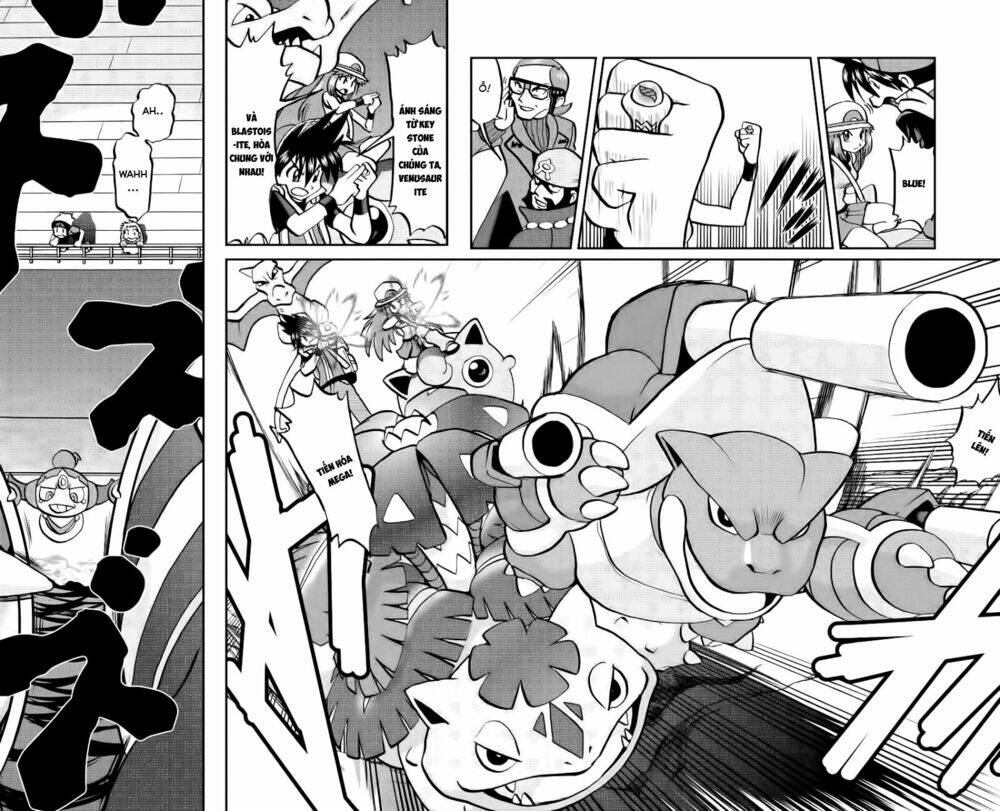 BLUE!
Ồ!
ÁNH SÁNG
TỪ KEY
STONE
CỦA
CHÚNG TA,
VENUSAUR
ITE
VÀ
BLASTOIS
-ITE, HÒA
CHUNG VỚI
NHAU!
TIẾN
LÊN!
TIẾN HÓA
MEGA!
AH..
WAHH
...